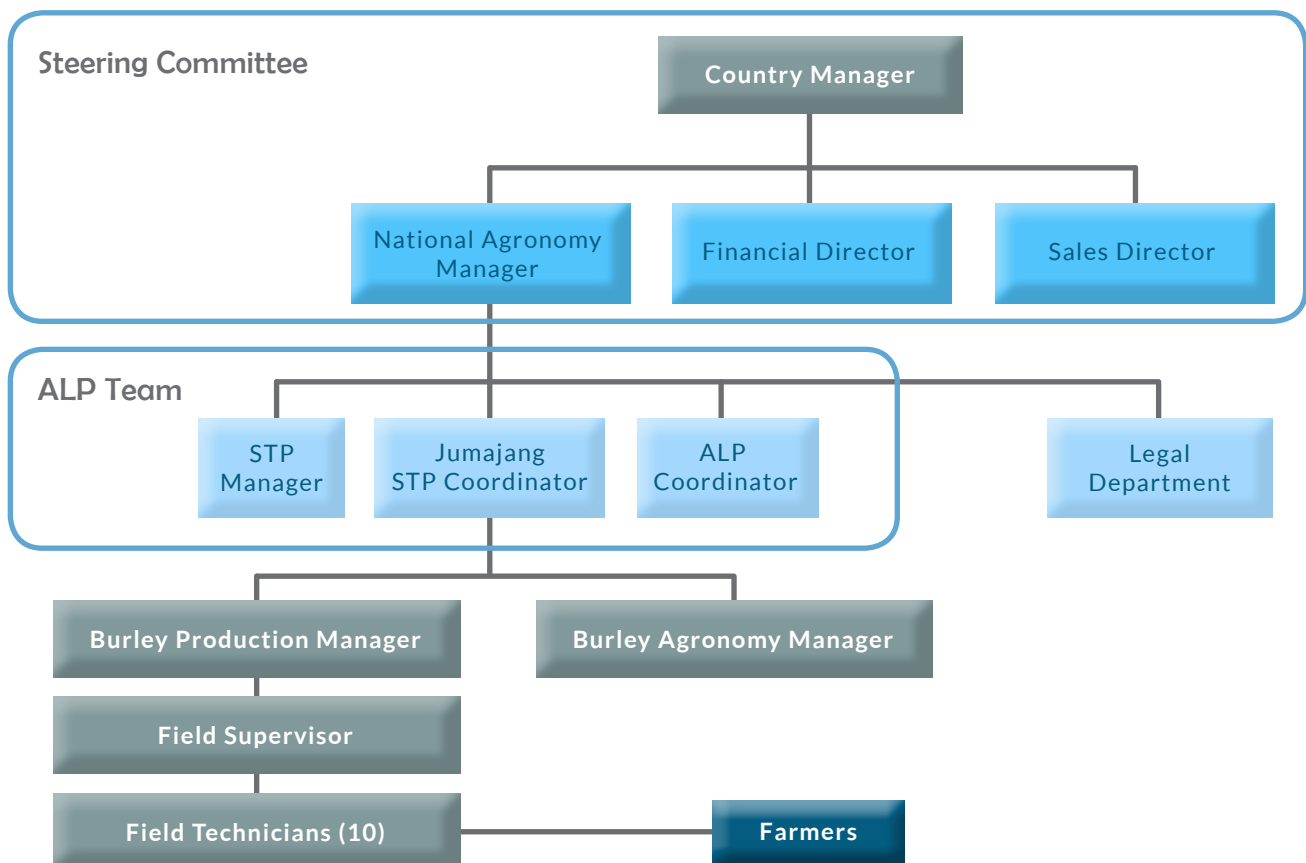 Steering Committee
Country Manager
National Agronomy
Manager
Financial Director
Sales Director
ALP Team
STP
Manager
Jumajang
STP Coordinator
ALP
Coordinator
Legal
Department
Burley Production Manager
Burley Agronomy Manager
Field Supervisor
Field Technicians (10)
Farmers